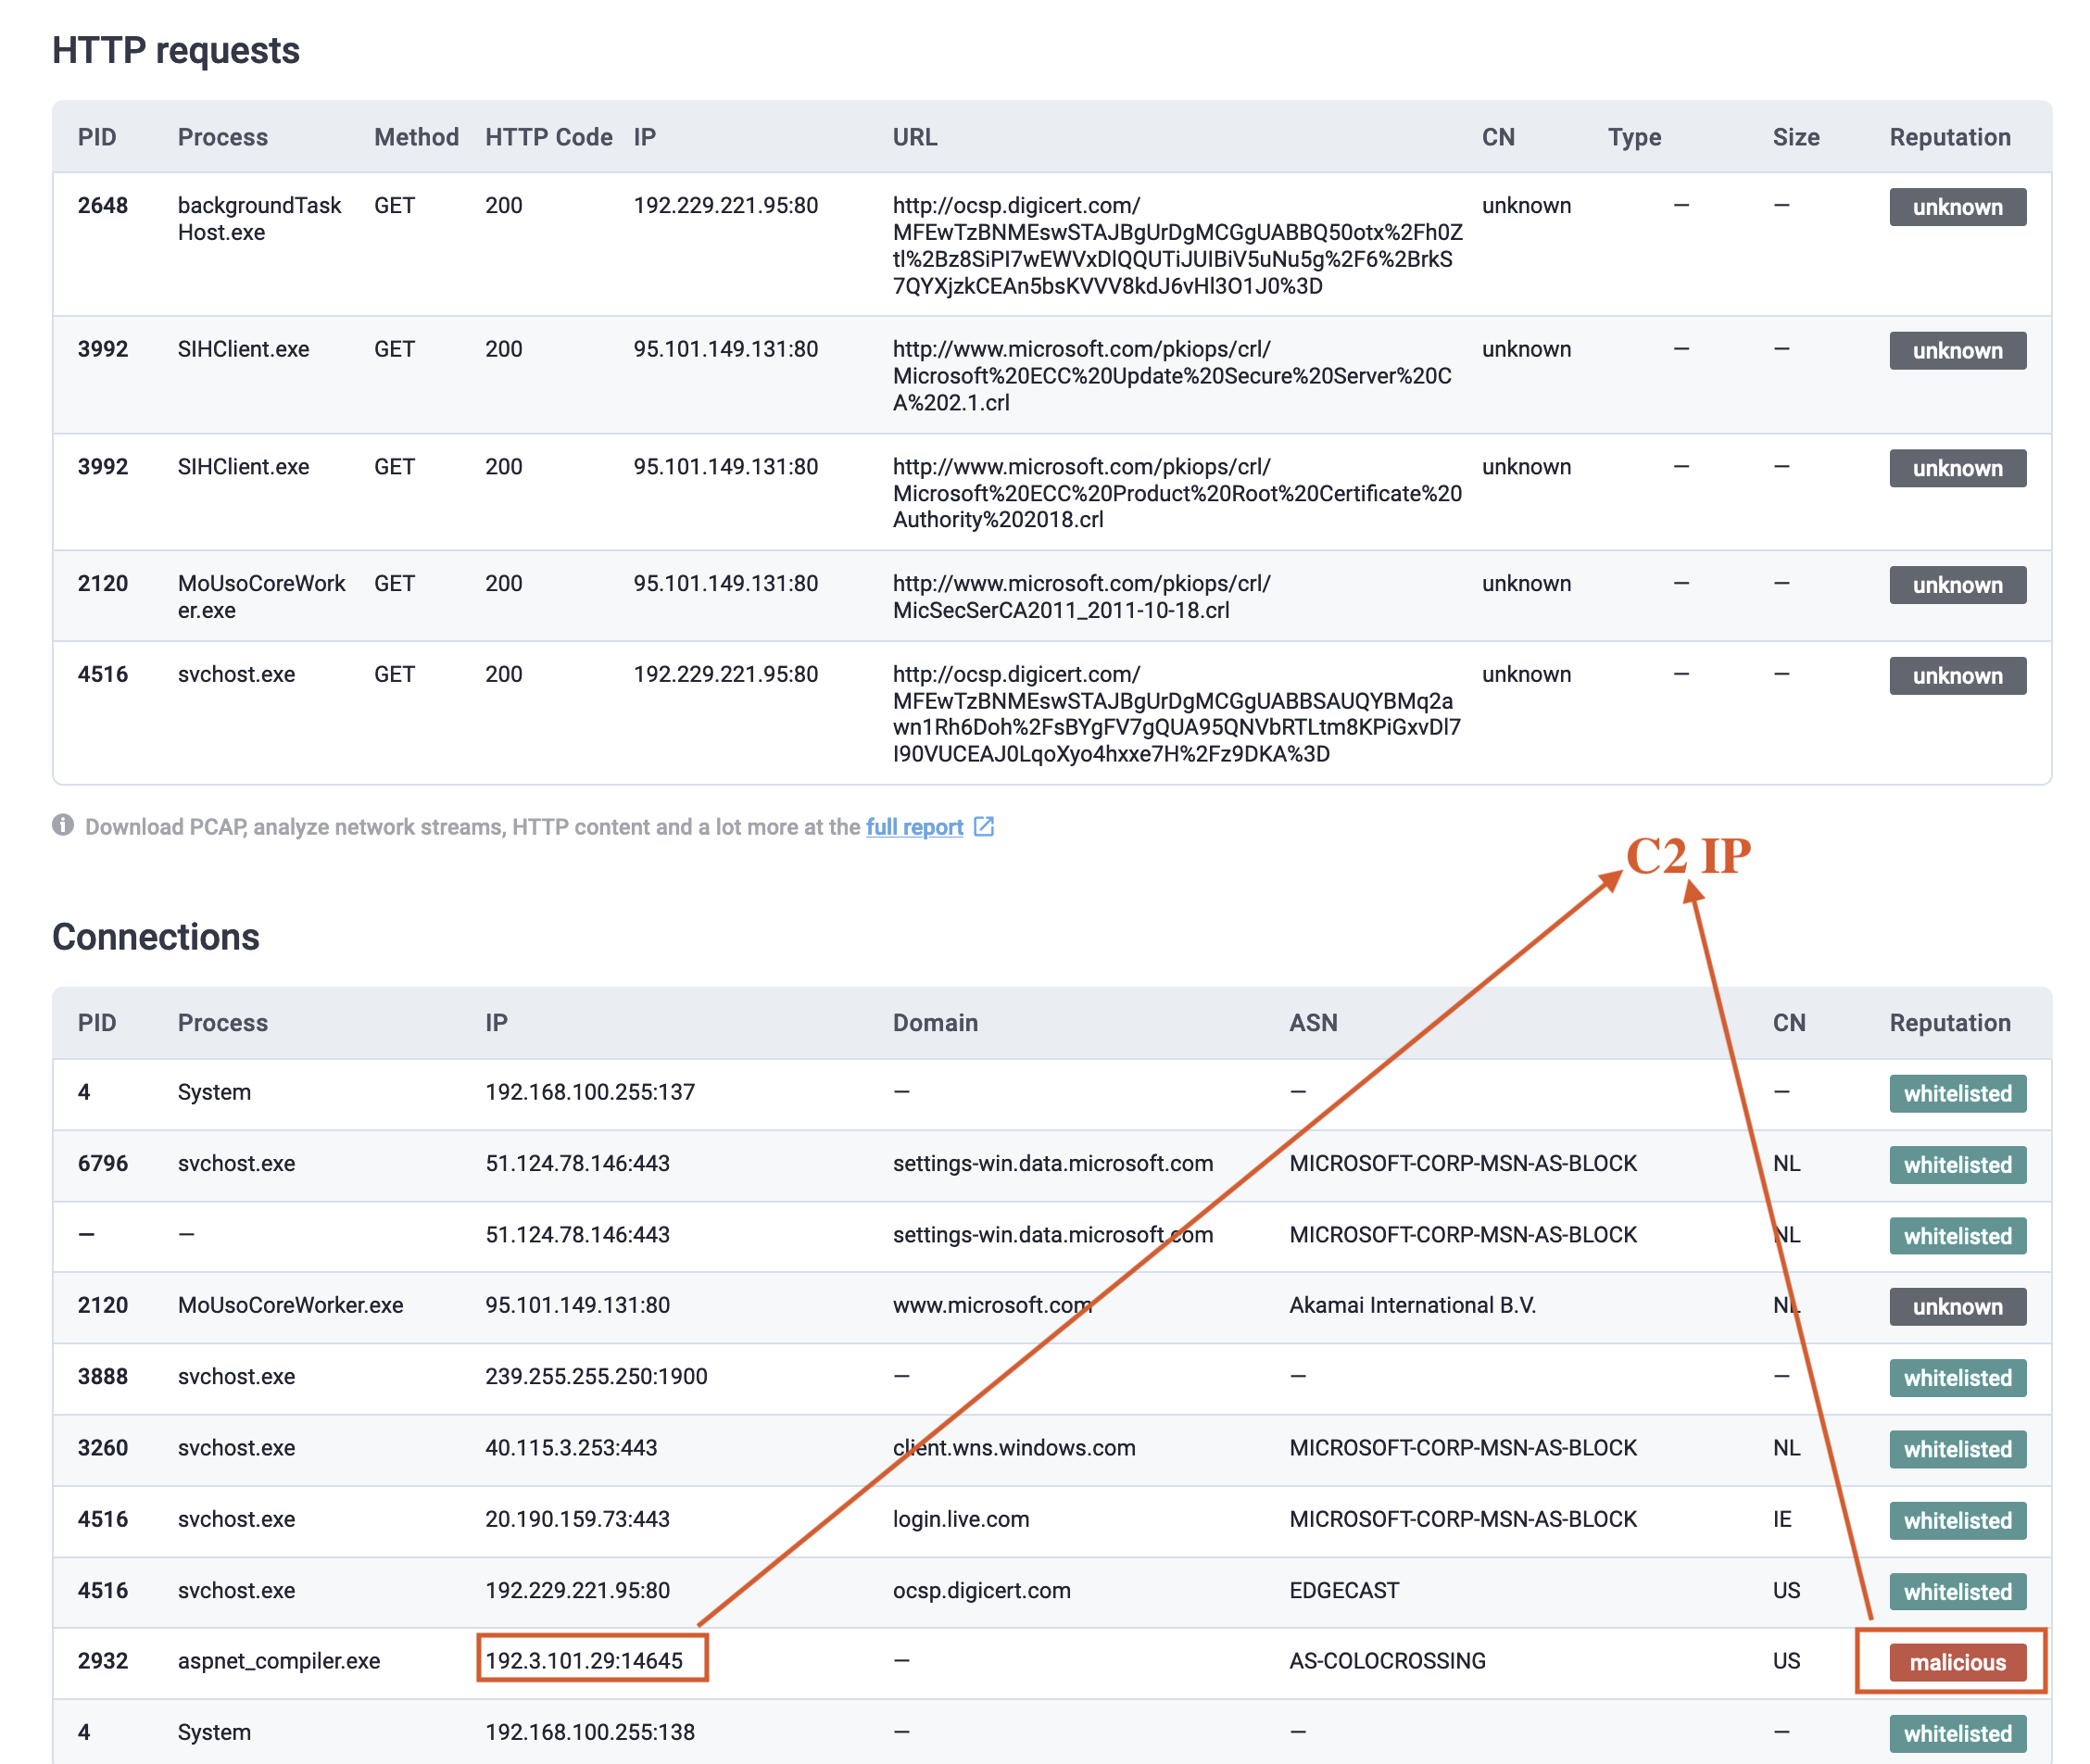 HTTP requests
PID Process Method HTTP Code IP URL CN Type Size Reputation
2648 backgroundTask GET 200 192.229.221.95:80 http://ocsp.digicert.com/ unknown — — unknown
Host.exe MFEwTzBNMEswSTAJBgUrDgMCGgUABBQ50otx%2Fh0Z
tl%2Bz8SiPI7wEWVxDlQQUTiJUIBiV5uNu5g%2F6%2BrkS
7QYXjzkCEAn5bsKVVV8kdJ6vHl3O1J0%3D
3992 SIHClient.exe GET 200 95.101.149.131:80 http://www.microsoft.com/pkiops/crl/ unknown — — unknown
Microsoft%20ECC%20Update%20Secure%20Server%20C
A%202.1.crl
3992 SIHClient.exe GET 200 95.101.149.131:80 http://www.microsoft.com/pkiops/crl/ unknown — — unknown
Microsoft%20ECC%20Product%20Root%20Certificate%20
Authority%202018.crl
2120 MoUsoCoreWork GET 200 95.101.149.131:80 http://www.microsoft.com/pkiops/crl/ unknown — — unknown
er.exe MicSecSerCA2011_2011-10-18.crl
4516 svchost.exe GET 200 192.229.221.95:80 http://ocsp.digicert.com/ unknown — — unknown
MFEwTzBNMEswSTAJBgUrDgMCGgUABBSAUQYBMq2a
wn1Rh6Doh%2FsBYgFV7gQUA95QNVbRTLtm8KPiGxvDl7
I90VUCEAJ0LqoXyo4hxxe7H%2Fz9DKA%3D
Download PCAP, analyze network streams, HTTP content and a lot more at the full report
C2 IP
Connections
PID Process IP Domain ASN CN Reputation
4 System 192.168.100.255:137 — — — whitelisted
6796 svchost.exe 51.124.78.146:443 settings-win.data.microsoft.com MICROSOFT-CORP-MSN-AS-BLOCK NL whitelisted
— — 51.124.78.146:443 settings-win.data.microsoft.com MICROSOFT-CORP-MSN-AS-BLOCK NL whitelisted
2120 MoUsoCoreWorker.exe 95.101.149.131:80 www.microsoft.com Akamai International B.V. NL unknown
3888 svchost.exe 239.255.255.250:1900 — — — whitelisted
3260 svchost.exe 40.115.3.253:443 client.wns.windows.com MICROSOFT-CORP-MSN-AS-BLOCK NL whitelisted
4516 svchost.exe 20.190.159.73:443 login.live.com MICROSOFT-CORP-MSN-AS-BLOCK IE whitelisted
4516 svchost.exe 192.229.221.95:80 ocsp.digicert.com EDGECAST US whitelisted
2932 aspnet_compiler.exe 192.3.101.29:14645 — AS-COLOCROSSING US malicious
4 System 192.168.100.255:138 — — — whitelisted